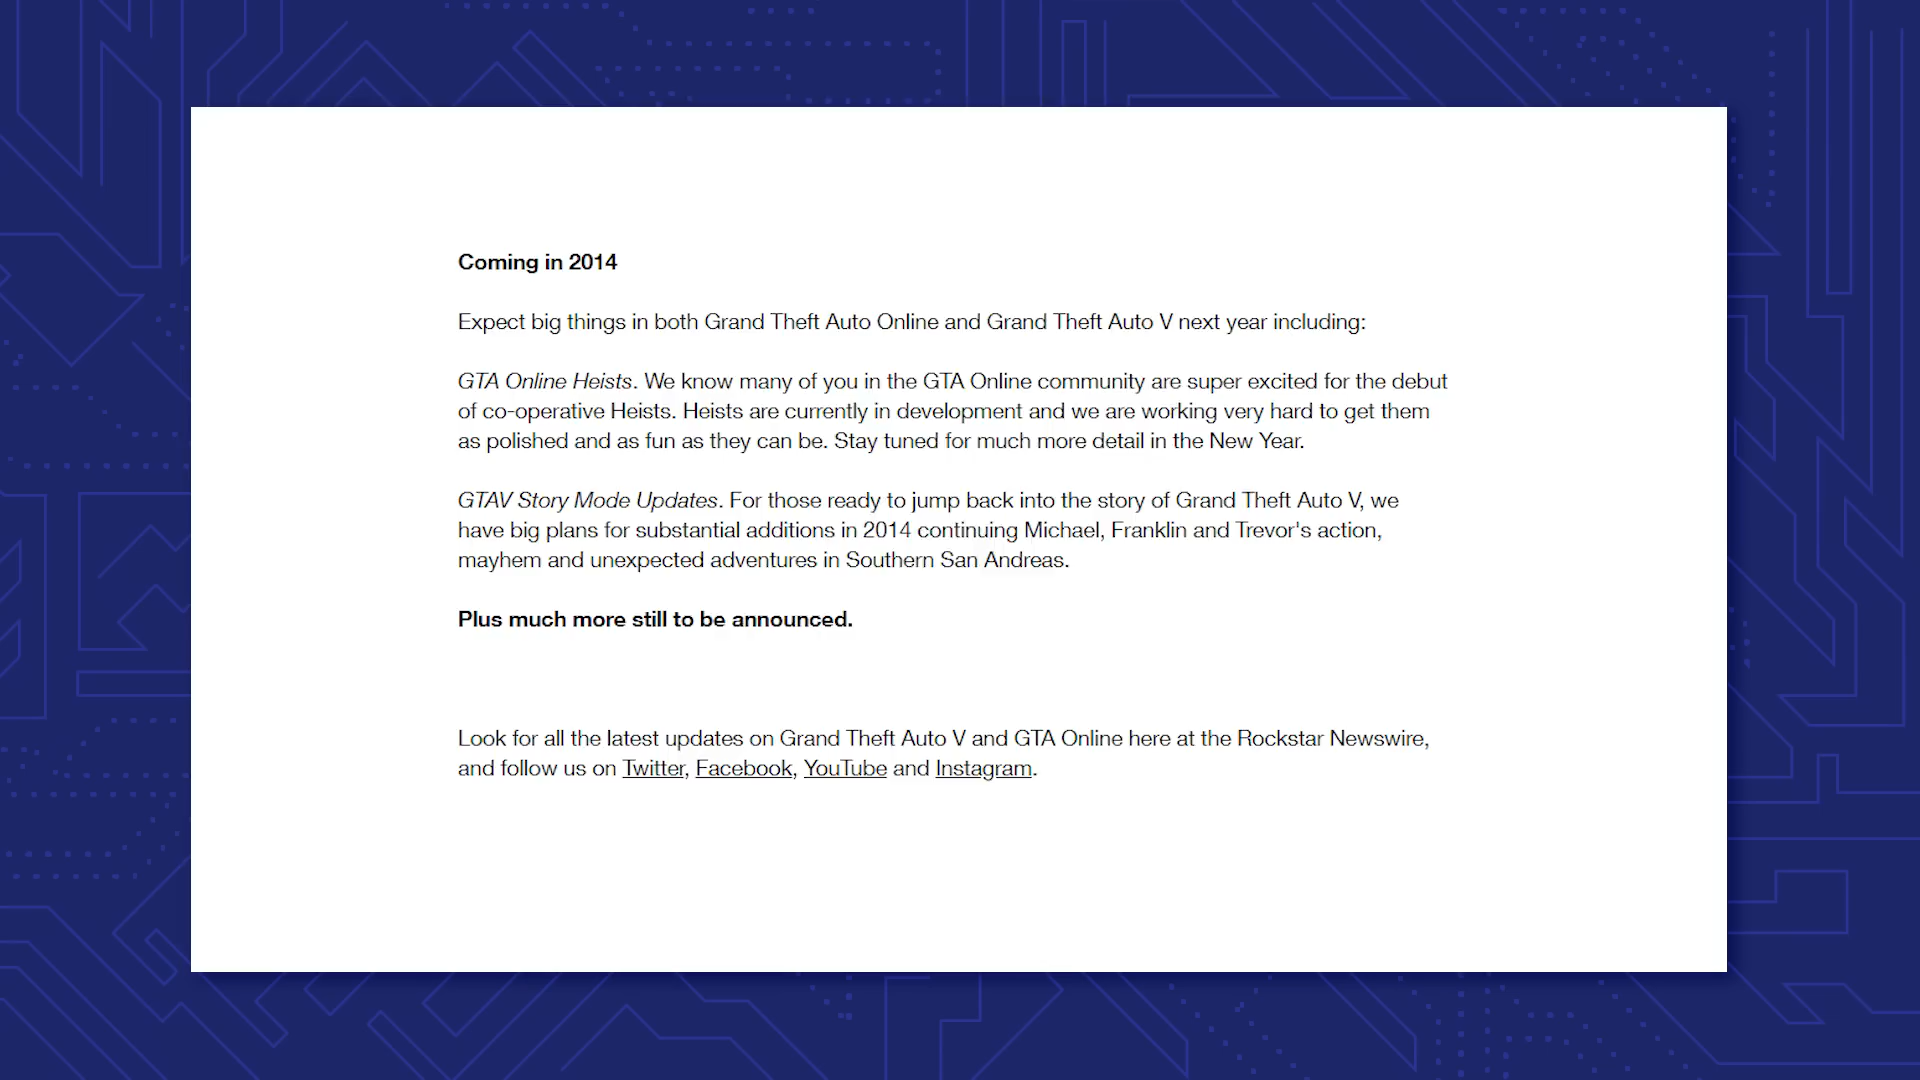 Coming in 2014
Expect big things in both Grand Theft Auto Online and Grand Theft Auto V next year including:
GTA Online Heists. We know many of you in the GTA Online community are super excited for the debut
of co-operative Heists. Heists are currently in development and we are working very hard to get them
as polished and as fun as they can be. Stay tuned for much more detail in the New Year.
GTAV Story Mode Updates. For those ready to jump back into the story of Grand Theft Auto V, we
have big plans for substantial additions in 2014 continuing Michael, Franklin and Trevor's action,
mayhem and unexpected adventures in Southern San Andreas.
Plus much more still to be announced.
Look for all the latest updates on Grand Theft Auto V and GTA Online here at the Rockstar Newswire,
and follow us on Twitter, Facebook, YouTube and Instagram.